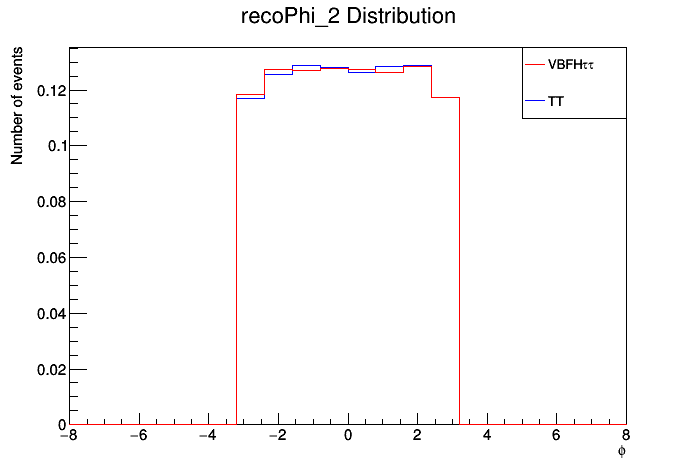 recoPhi_2 Distribution
Number of events
VBFHττ
TT
0.12
0.1
0.08
0.06
0.04
0.02
0
−8 −6 −4 −2 0 2 4 6 8
ϕ